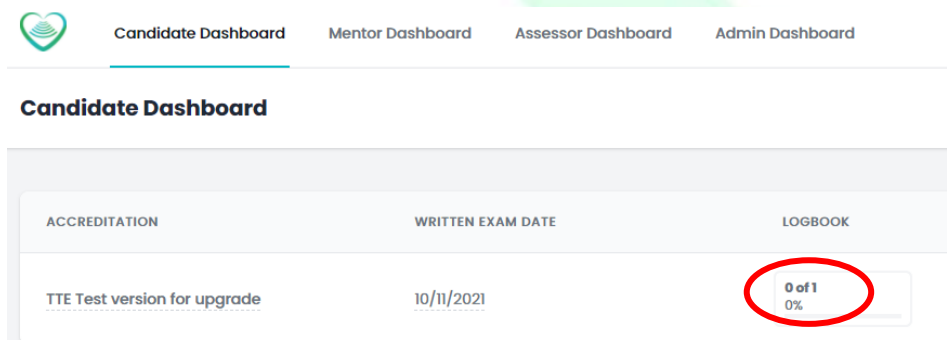 Candidate Dashboard Mentor Dashboard Assessor Dashboard Admin Dashboard
Candidate Dashboard
ACCREDITATION WRITTEN EXAM DATE LOGBOOK
TTE Test version for upgrade 10/11/2021 0 of 1
0%